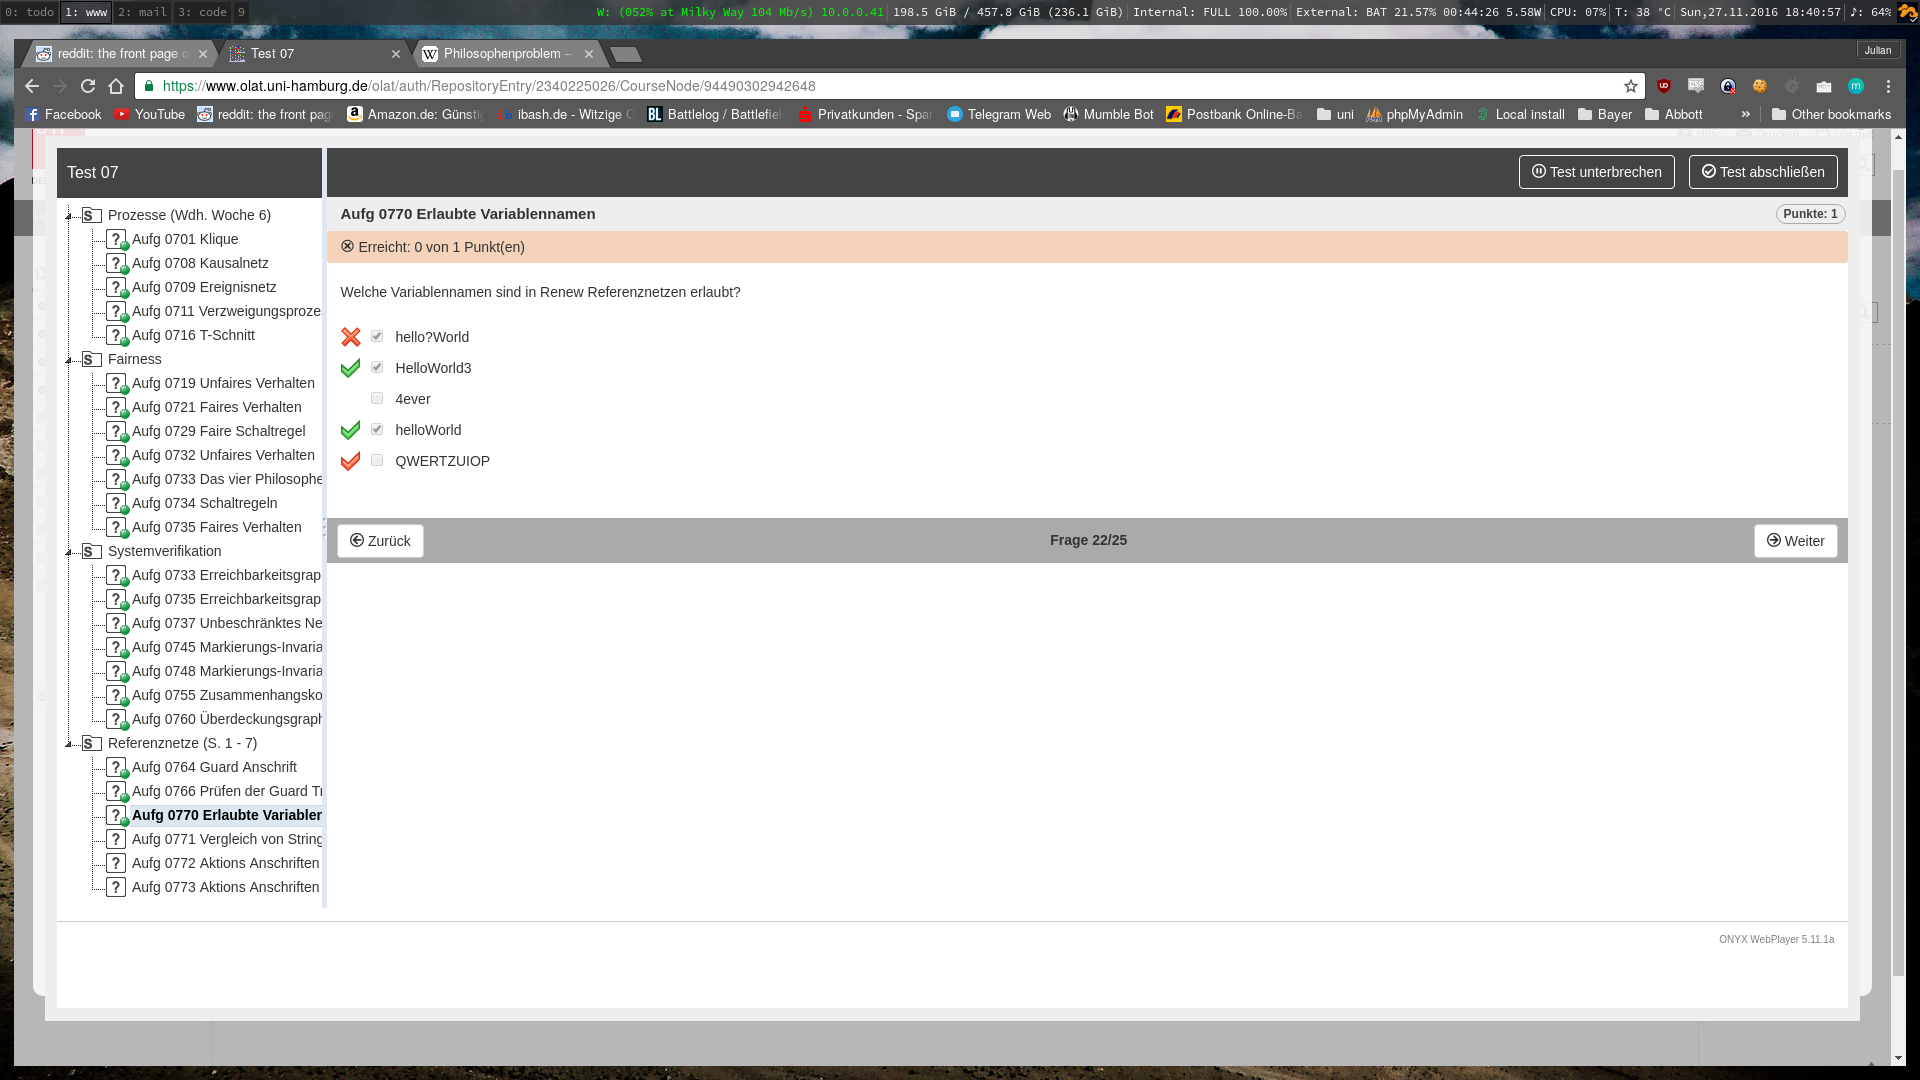 0: todo 1: www 2: mail 3: code 9 W: (052% at Milky Way 104 Mb/s) 10.0.0.41 198.5 GiB / 457.8 GiB (236.1 GiB) Internal: FULL 100.00% External: BAT 21.57% 00:44:26 5.58W CPU: 07% T: 38 °C Sun,27.11.2016 18:40:57 ♪: 64%
reddit: the front page o Test 07 Philosophenproblem – Julian
https://www.olat.uni-hamburg.de/olat/auth/RepositoryEntry/2340225026/CourseNode/94490302942648
Facebook YouTube reddit: the front pag Amazon.de: Günsti ibash.de - Witzige C Battlelog / Battlefiel Privatkunden - Spar Telegram Web Mumble Bot Postbank Online-Ba uni phpMyAdmin Local install Bayer Abbott » Other bookmarks
Test 07
Test unterbrechen
Test abschließen
Prozesse (Wdh. Woche 6)
Aufg 0701 Klique
Aufg 0708 Kausalnetz
Aufg 0709 Ereignisnetz
Aufg 0711 Verzweigungsprozes
Aufg 0716 T-Schnitt
Fairness
Aufg 0719 Unfaires Verhalten
Aufg 0721 Faires Verhalten
Aufg 0729 Faire Schaltregel
Aufg 0732 Unfaires Verhalten
Aufg 0733 Das vier Philosophe
Aufg 0734 Schaltregeln
Aufg 0735 Faires Verhalten
Systemverifikation
Aufg 0733 Erreichbarkeitsgrap
Aufg 0735 Erreichbarkeitsgrap
Aufg 0737 Unbeschränktes Ne
Aufg 0745 Markierungs-Invaria
Aufg 0748 Markierungs-Invaria
Aufg 0755 Zusammenhangsko
Aufg 0760 Überdeckungsgraph
Referenznetze (S. 1 - 7)
Aufg 0764 Guard Anschrift
Aufg 0766 Prüfen der Guard Tr
Aufg 0770 Erlaubte Variablen
Aufg 0771 Vergleich von String
Aufg 0772 Aktions Anschriften
Aufg 0773 Aktions Anschriften
Aufg 0770 Erlaubte Variablennamen
Punkte: 1
Erreicht: 0 von 1 Punkt(en)
Welche Variablennamen sind in Renew Referenznetzen erlaubt?
hello?World
HelloWorld3
4ever
helloWorld
QWERTZUIOP
Zurück
Frage 22/25
Weiter
ONYX WebPlayer 5.11.1a